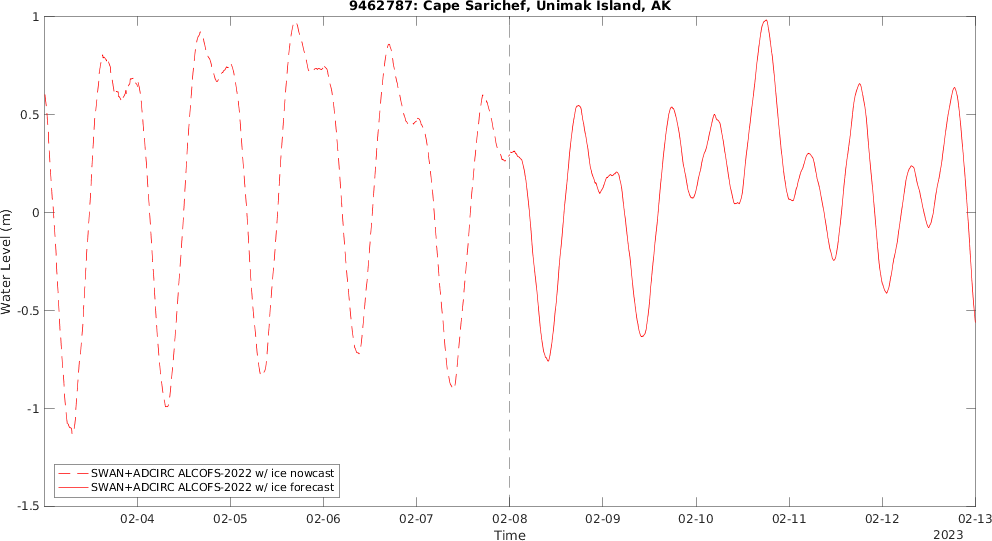 9462787: Cape Sarichef, Unimak Island, AK
1
0.5
0
-0.5
-1
-1.5
Water Level (m)
SWAN+ADCIRC ALCOFS-2022 w/ ice nowcast
SWAN+ADCIRC ALCOFS-2022 w/ ice forecast
02-04 02-05 02-06 02-07 02-08 02-09 02-10 02-11 02-12 02-13
Time
2023